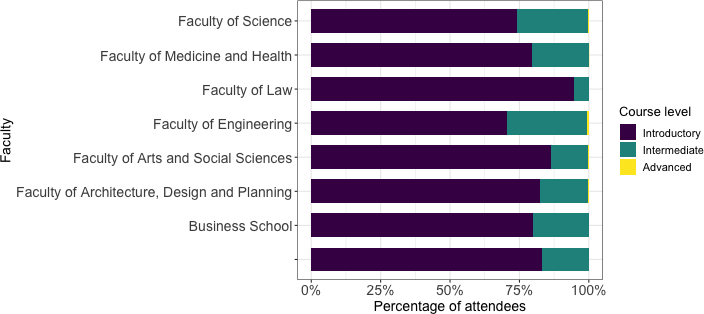 Faculty of Science
Faculty of Medicine and Health
Faculty of Law
Faculty of Engineering
Faculty of Arts and Social Sciences
Faculty of Architecture, Design and Planning
Business School
Faculty
0% 25% 50% 75% 100%
Percentage of attendees
Course level
Introductory
Intermediate
Advanced